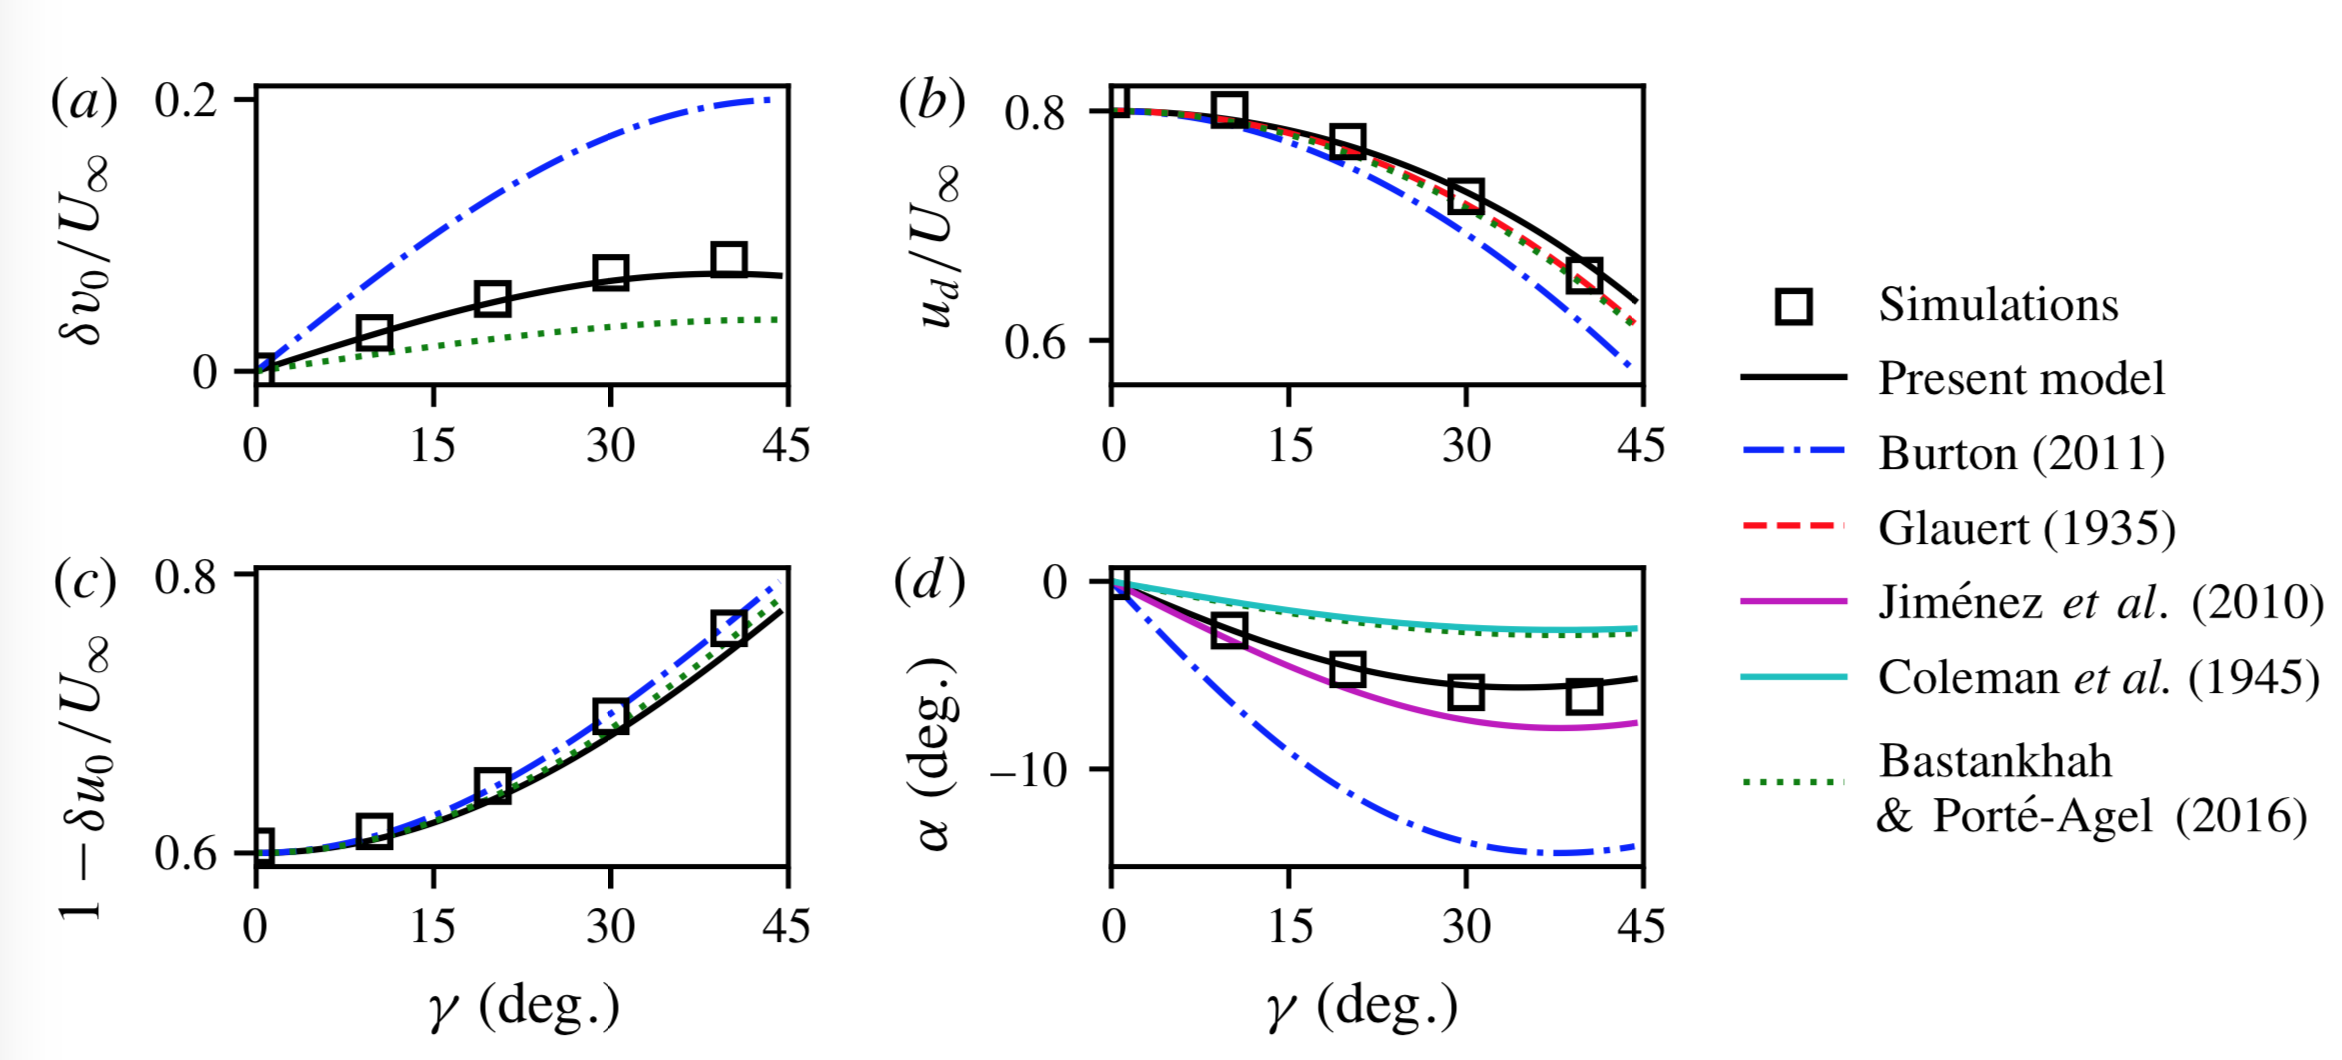 (a)
0.2
0
δv₀/U∞
0 15 30 45
(b)
0.8
0.6
u_d/U∞
0 15 30 45
(c)
0.8
0.6
1 − δu₀/U∞
0 15 30 45
γ (deg.)
(d)
0
−10
α (deg.)
0 15 30 45
γ (deg.)
Simulations
Present model
Burton (2011)
Glauert (1935)
Jiménez et al. (2010)
Coleman et al. (1945)
Bastankhah
& Porté-Agel (2016)